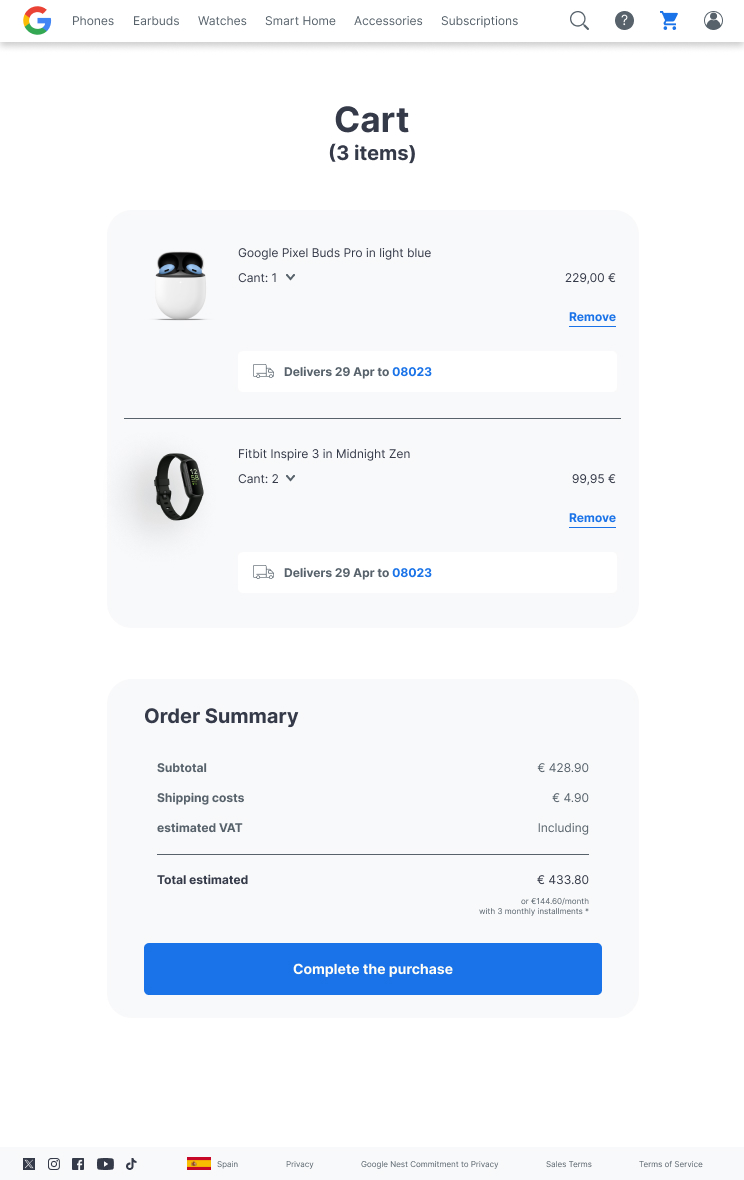 Phones Earbuds Watches Smart Home Accessories Subscriptions ?
Cart
(3 items)
Google Pixel Buds Pro in light blue
Cant: 1 229,00 €
Remove
Delivers 29 Apr to 08023
Fitbit Inspire 3 in Midnight Zen
Cant: 2 99,95 €
Remove
Delivers 29 Apr to 08023
Order Summary
Subtotal € 428.90
Shipping costs € 4.90
estimated VAT Including
Total estimated € 433.80
or €144.60/month
with 3 monthly installments *
Complete the purchase
Spain Privacy Google Nest Commitment to Privacy Sales Terms Terms of Service